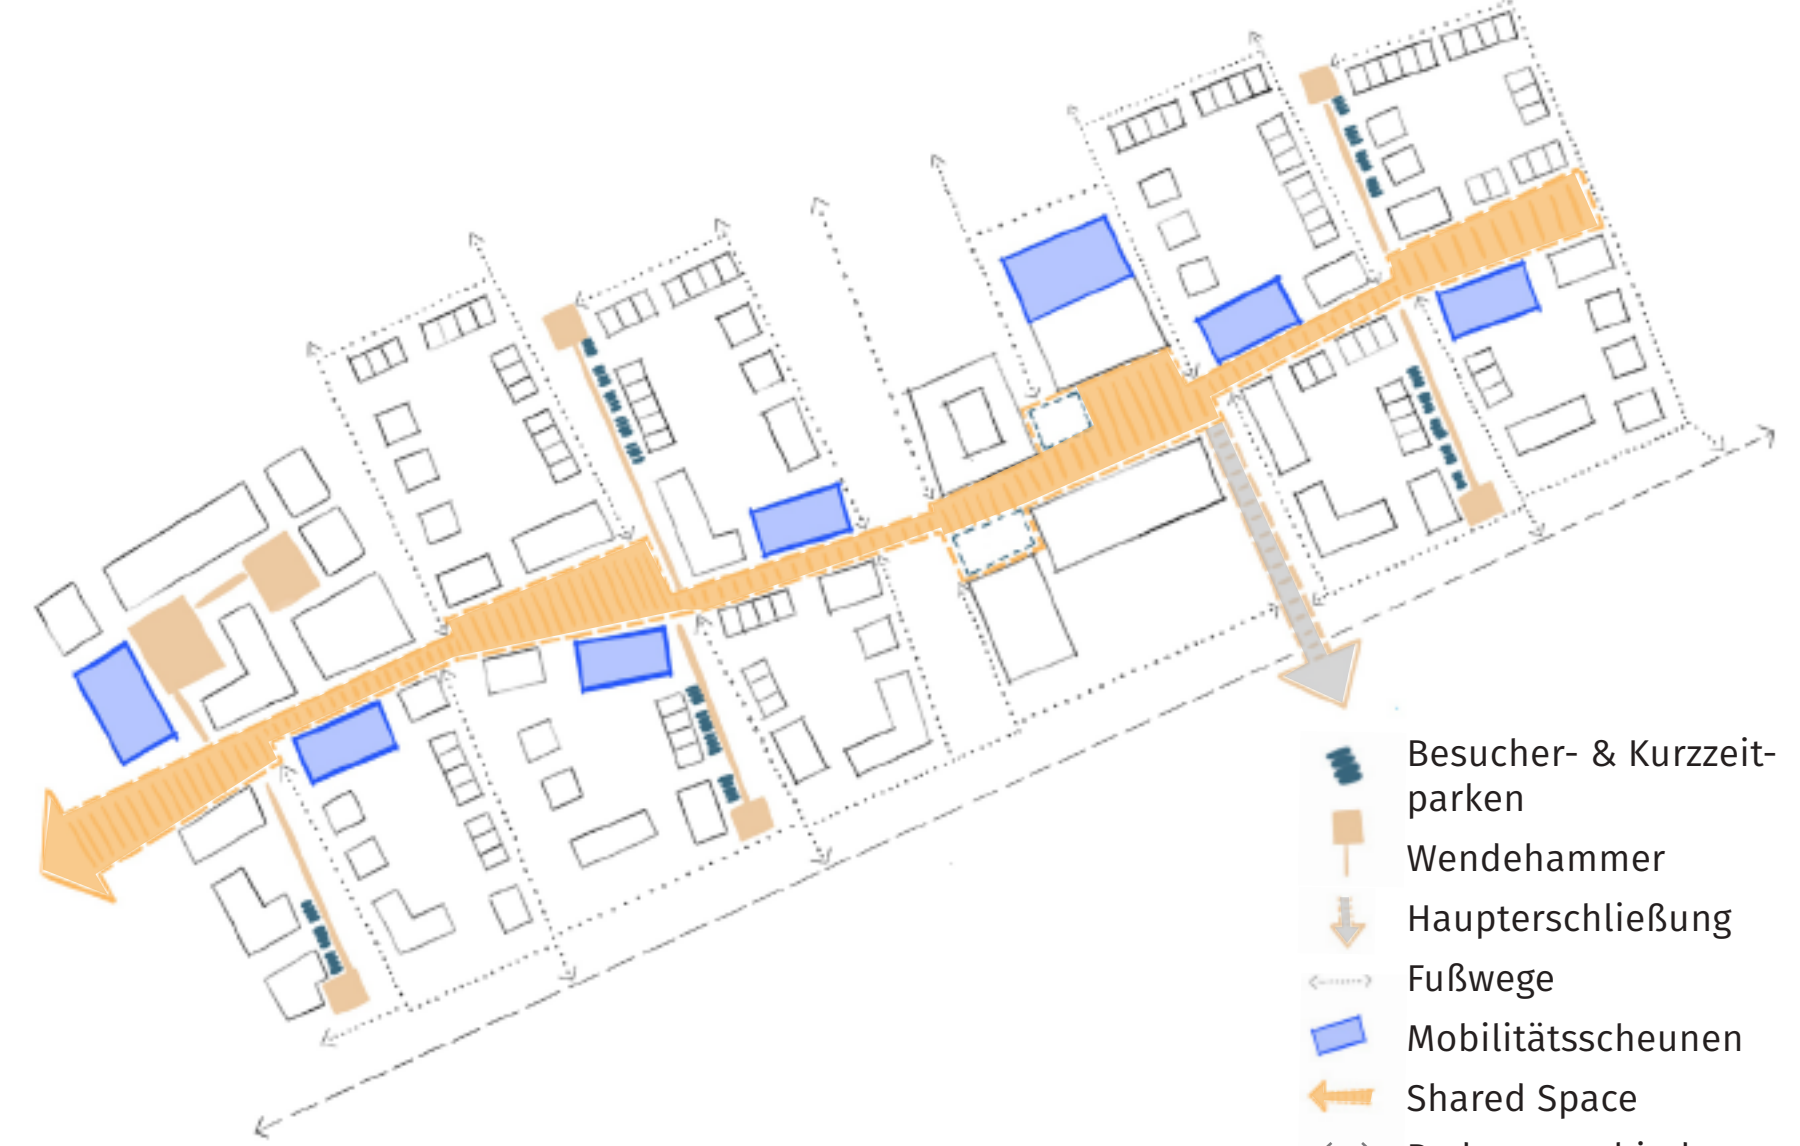 Besucher- & Kurzzeit-
parken
Wendehammer
Haupterschließung
Fußwege
Mobilitätsscheunen
Shared Space